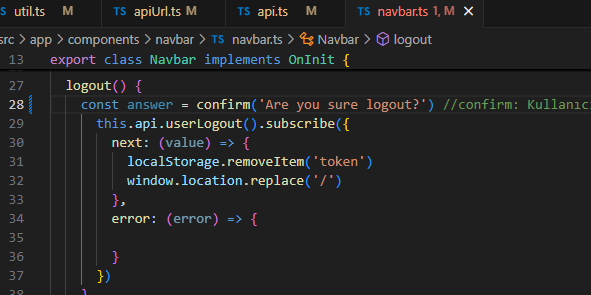 util.ts M TS apiUrl.ts M TS api.ts M TS navbar.ts 1, M ×
src > app > components > navbar > TS navbar.ts > Navbar > logout
13 export class Navbar implements OnInit {
27 logout() {
28 const answer = confirm('Are you sure logout?') //confirm: Kullanic
29 this.api.userLogout().subscribe({
30 next: (value) => {
31 localStorage.removeItem('token')
32 window.location.replace('/')
33 },
34 error: (error) => {
35
36 }
37 })
38 }